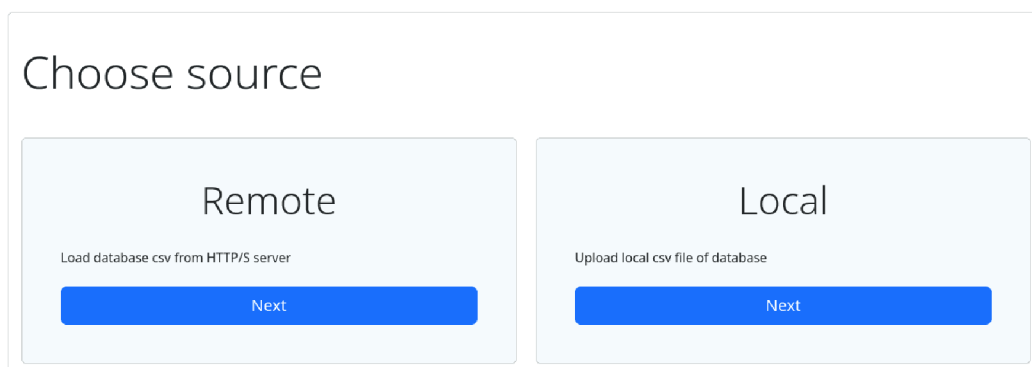 Choose source
Remote
Load database csv from HTTP/S server
Next
Local
Upload local csv file of database
Next